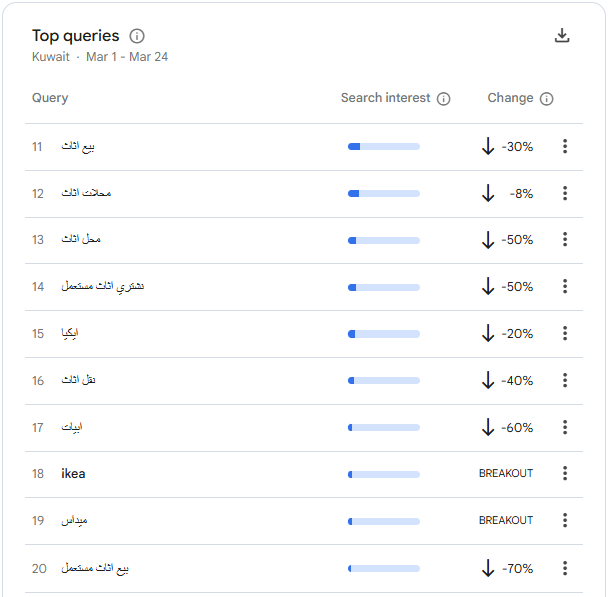 Top queries
Kuwait · Mar 1 - Mar 24
Query Search interest Change
11 بيع اثاث -30%
12 محلات اثاث -8%
13 محل اثاث -50%
14 نشتري اثاث مستعمل -50%
15 ايكيا -20%
16 نقل اثاث -40%
17 ابيات -60%
18 ikea BREAKOUT
19 ميداس BREAKOUT
20 بيع اثاث مستعمل -70%